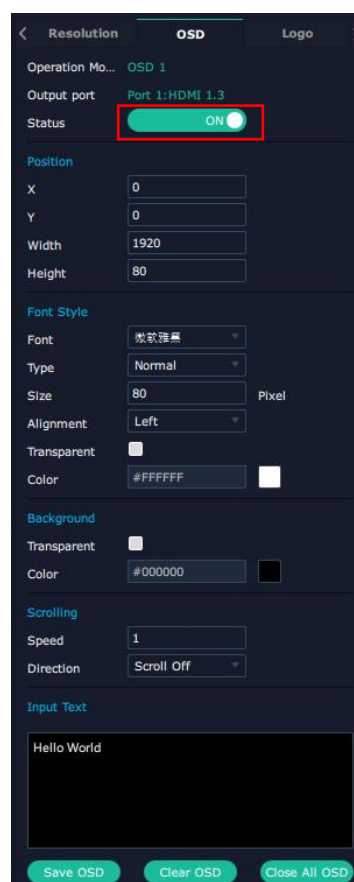 < Resolution OSD Logo
Operation Mo... OSD 1
Output port Port 1:HDMI 1.3
Status ON
Position
X 0
Y 0
Width 1920
Height 80
Font Style
Font 微软雅黑
Type Normal
Size 80 Pixel
Alignment Left
Transparent
Color #FFFFFF
Background
Transparent
Color #000000
Scrolling
Speed 1
Direction Scroll Off
Input Text
Hello World
Save OSD Clear OSD Close All OSD